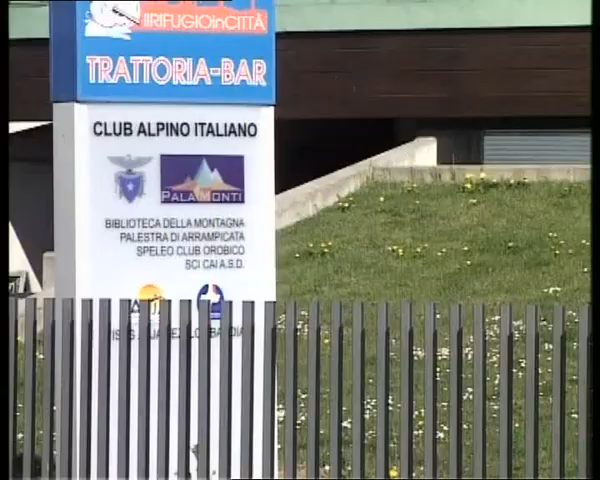 ILRIFUGIOinCITTÀ
TRATTORIA-BAR
CLUB ALPINO ITALIANO
PALAMONTI
BIBLIOTECA DELLA MONTAGNA
PALESTRA DI ARRAMPICATA
SPELEO CLUB OROBICO
SCI CAI A.S.D.